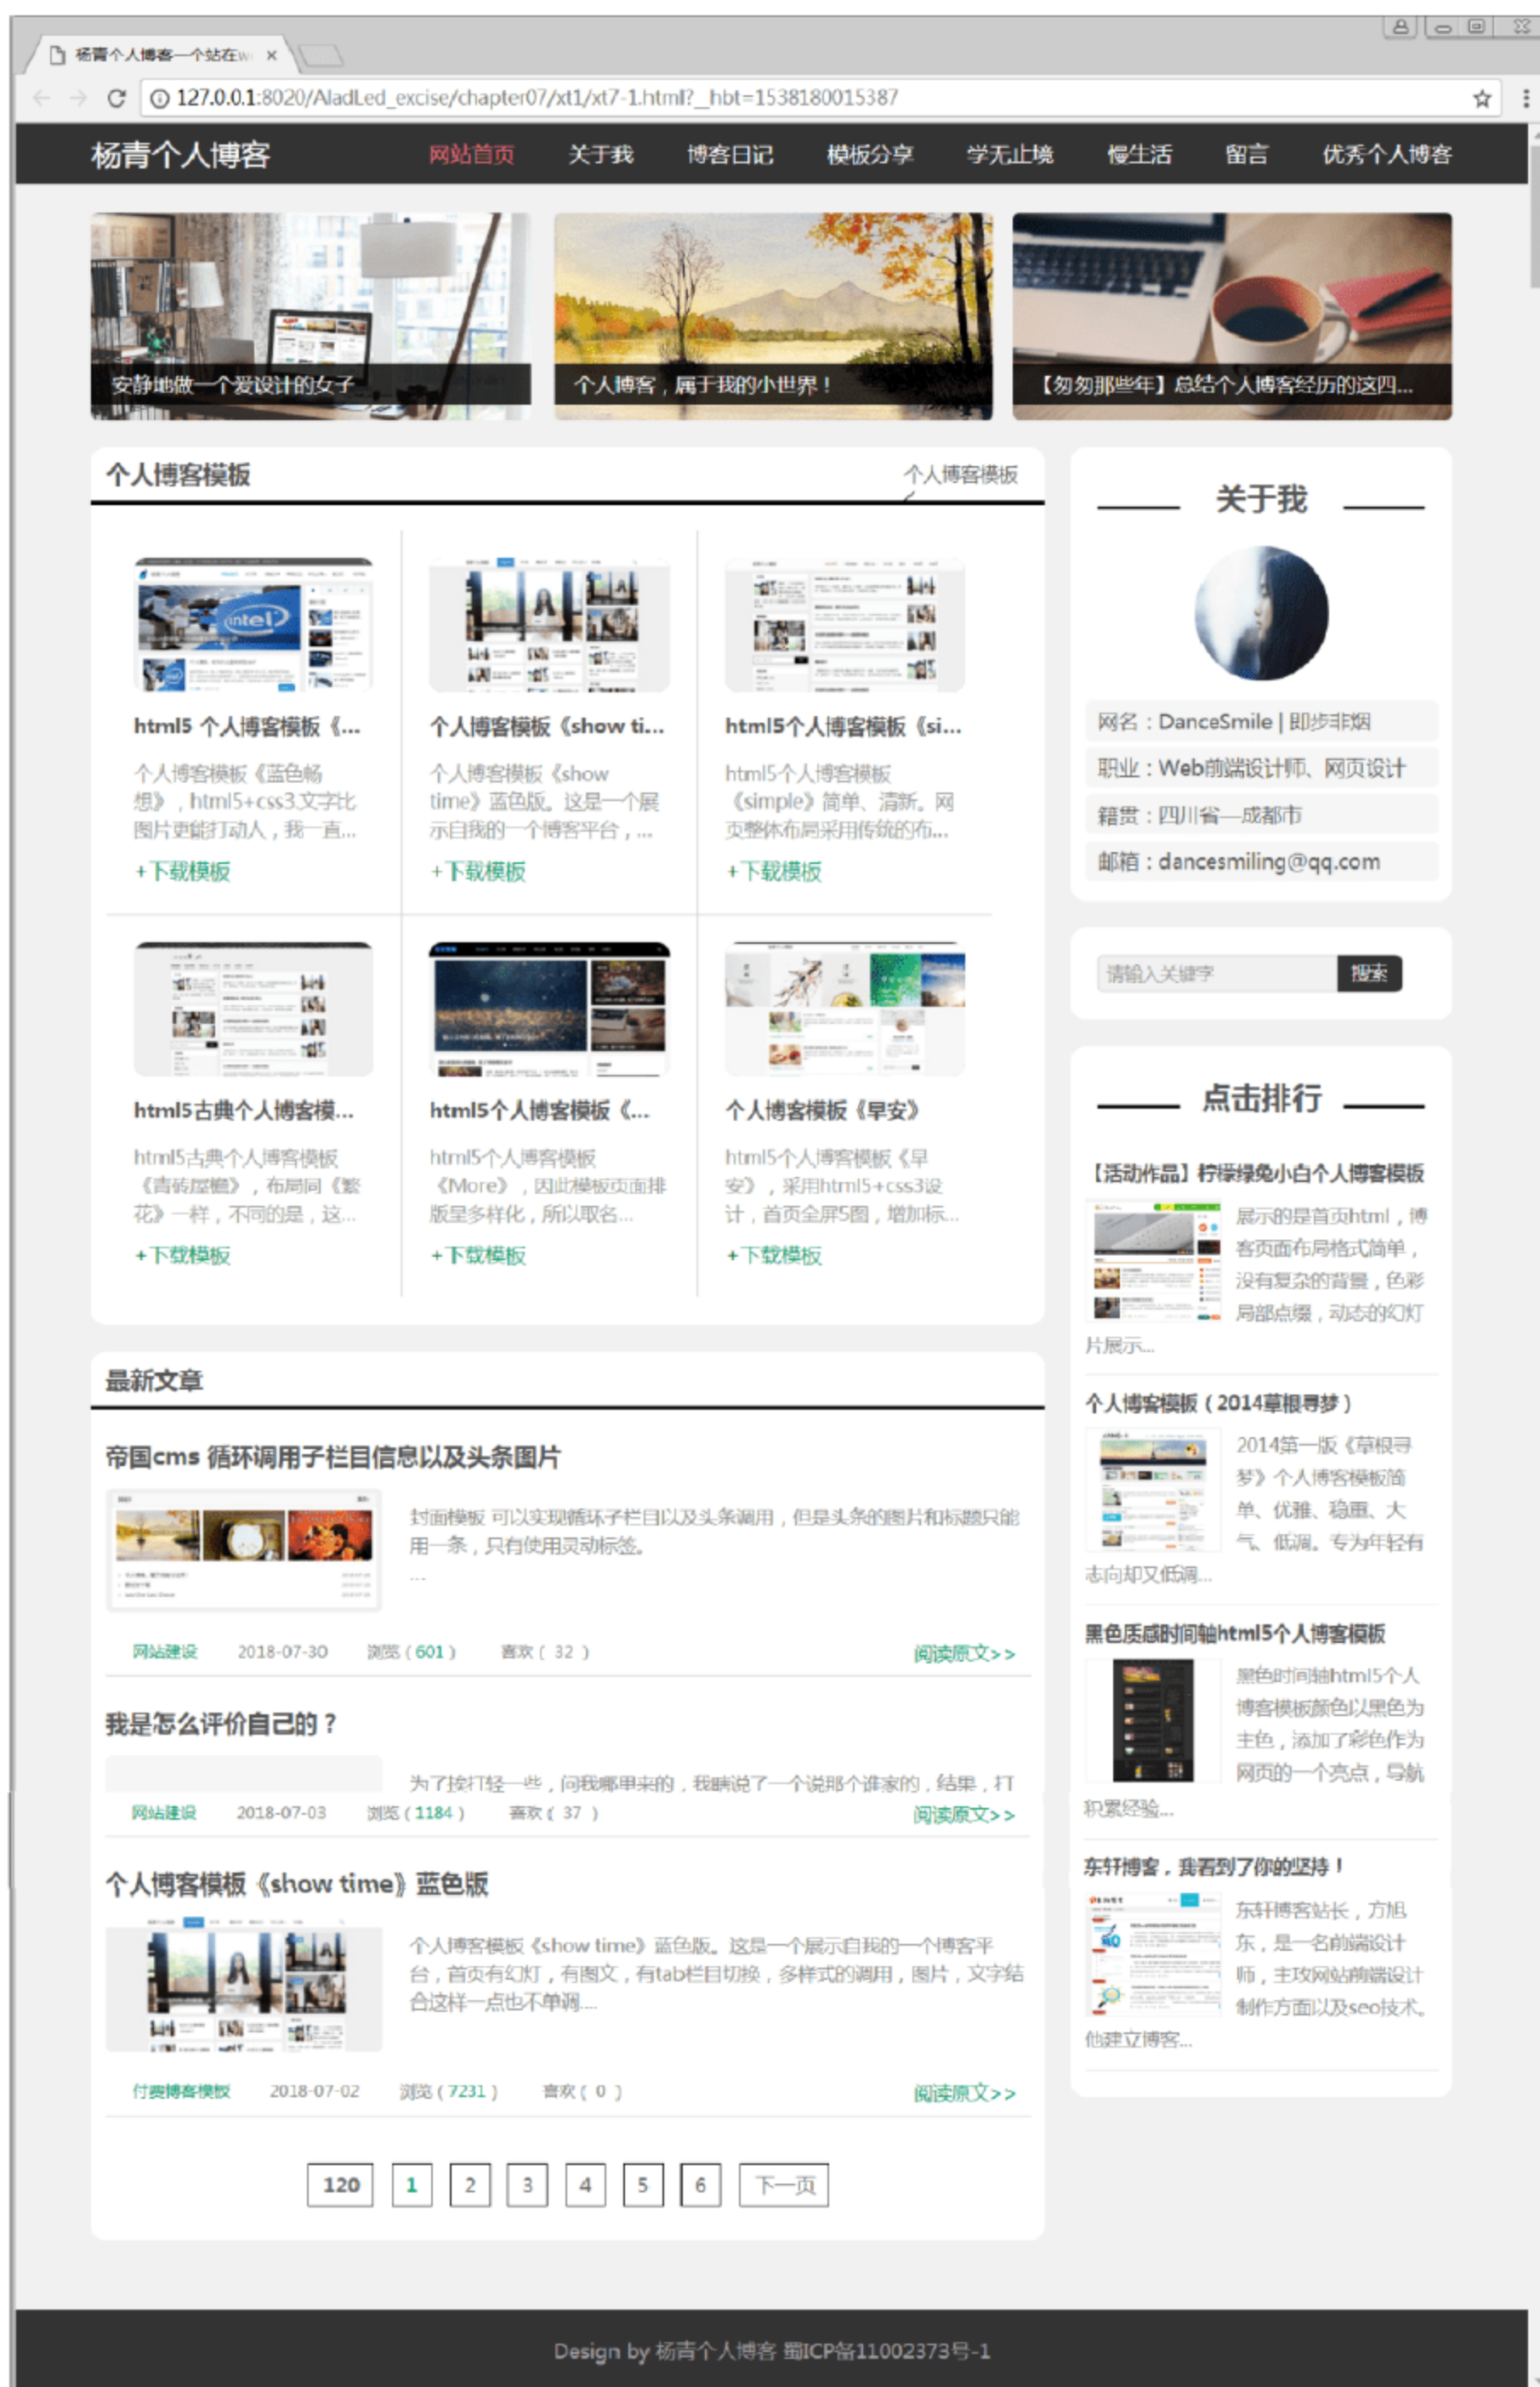 杨青个人博客—个站在w
127.0.0.1:8020/AladLed_excise/chapter07/xt1/xt7-1.html?__hbt=1538180015387
杨青个人博客
网站首页
关于我
博客日记
模板分享
学无止境
慢生活
留言
优秀个人博客
安静地做一个爱设计的女子
个人博客，属于我的小世界！
【匆匆那些年】总结个人博客经历的这四...
个人博客模板
个人博客模板
html5 个人博客模板《...
个人博客模板《蓝色畅
想》，html5+css3.文字比
图片更能打动人，我一直...
+下载模板
个人博客模板《show ti...
个人博客模板《show
time》蓝色版。这是一个展
示自我的一个博客平台，...
+下载模板
html5个人博客模板《si...
html5个人博客模板
《simple》简单、清新。网
页整体布局采用传统的布...
+下载模板
html5古典个人博客模...
html5古典个人博客模板
《青砖屋檐》，布局同《繁
花》一样，不同的是，这...
+下载模板
html5个人博客模板《...
html5个人博客模板
《More》，因此模板页面排
版呈多样化，所以取名...
+下载模板
个人博客模板《早安》
html5个人博客模板《早
安》，采用html5+css3设
计，首页全屏5图，增加标...
+下载模板
最新文章
帝国cms 循环调用子栏目信息以及头条图片
封面模板 可以实现循环子栏目以及头条调用，但是头条的图片和标题只能
用一条，只有使用灵动标签。
...
网站建设 2018-07-30 浏览（601） 喜欢（ 32 ） 阅读原文>>
我是怎么评价自己的？
为了挨打轻一些，问我哪里来的，我瞎说了一个说那个谁家的，结果，打
网站建设 2018-07-03 浏览（1184） 喜欢（ 37 ） 阅读原文>>
个人博客模板《show time》蓝色版
个人博客模板《show time》蓝色版。这是一个展示自我的一个博客平
台，首页有幻灯，有图文，有tab栏目切换，多样式的调用，图片，文字结
合这样一点也不单调....
付费博客模板 2018-07-02 浏览（7231） 喜欢（ 0 ） 阅读原文>>
120 1 2 3 4 5 6 下一页
关于我
网名：DanceSmile | 即步非烟
职业：Web前端设计师、网页设计
籍贯：四川省—成都市
邮箱：dancesmiling@qq.com
请输入关键字 搜索
点击排行
【活动作品】柠檬绿兔小白个人博客模板
展示的是首页html，博
客页面布局格式简单，
没有复杂的背景，色彩
局部点缀，动态的幻灯
片展示...
个人博客模板（2014草根寻梦）
2014第一版《草根寻
梦》个人博客模板简
单、优雅、稳重、大
气、低调。专为年轻有
志向却又低调...
黑色质感时间轴html5个人博客模板
黑色时间轴html5个人
博客模板颜色以黑色为
主色，添加了彩色作为
网页的一个亮点，导航
积累经验...
东轩博客，我看到了你的坚持！
东轩博客站长，方旭
东，是一名前端设计
师，主攻网站前端设计
制作方面以及seo技术。
他建立博客...
Design by 杨青个人博客 蜀ICP备11002373号-1